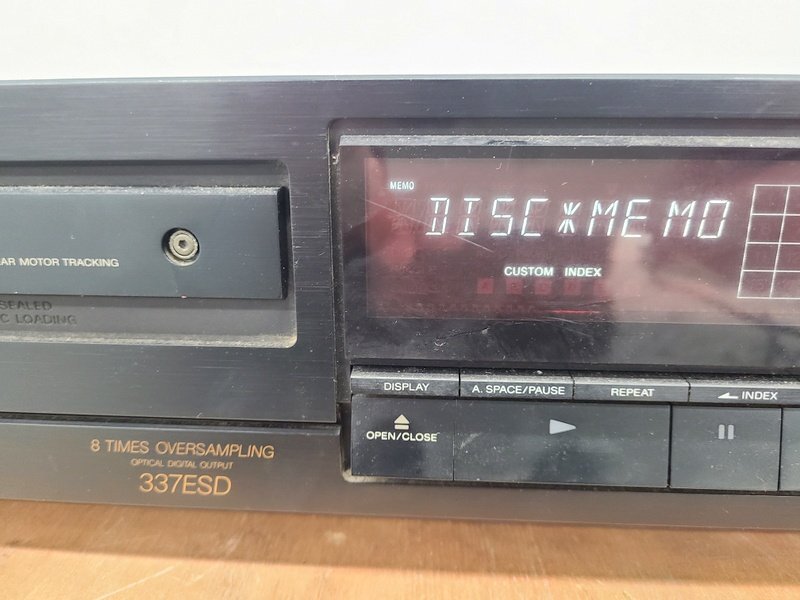 MEMO
DISC*MEMO
CUSTOM INDEX
AR MOTOR TRACKING
SEALED
C LOADING
DISPLAY
A. SPACE/PAUSE
REPEAT
INDEX
OPEN/CLOSE
8 TIMES OVERSAMPLING
OPTICAL DIGITAL OUTPUT
337ESD